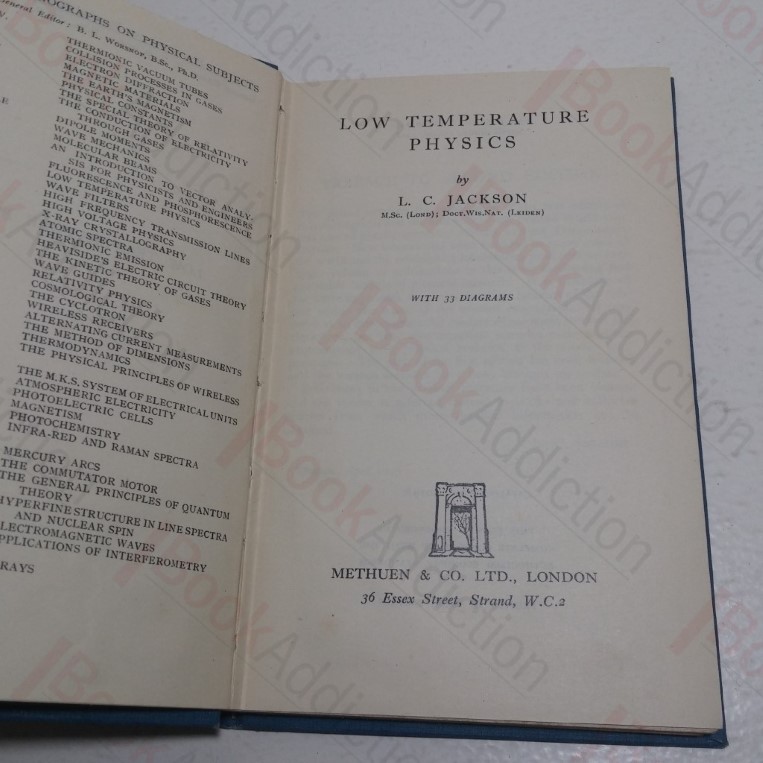 OGRAPHS ON PHYSICAL SUBJECTS
General Editor: B. L. WORSNOP, B.Sc., Ph.D.
THERMIONIC VACUUM TUBES
COLLISION PROCESSES IN GASES
ELECTRON DIFFRACTION
MAGNETIC MATERIALS
THE EARTH'S MAGNETISM
PHYSICAL CONSTANTS
THE SPECIAL THEORY OF RELATIVITY
THE CONDUCTION OF ELECTRICITY
THROUGH GASES
DIPOLE MOMENTS
WAVE MECHANICS
MOLECULAR BEAMS
AN INTRODUCTION TO VECTOR ANALY-
SIS FOR PHYSICISTS AND ENGINEERS
FLUORESCENCE AND PHOSPHORESCENCE
LOW TEMPERATURE PHYSICS
WAVE FILTERS
HIGH FREQUENCY TRANSMISSION LINES
HIGH VOLTAGE PHYSICS
X-RAY CRYSTALLOGRAPHY
ATOMIC SPECTRA
THERMIONIC EMISSION
HEAVISIDE'S ELECTRIC CIRCUIT THEORY
THE KINETIC THEORY OF GASES
WAVE GUIDES
RELATIVITY PHYSICS
COSMOLOGICAL THEORY
THE CYCLOTRON
WIRELESS RECEIVERS
ALTERNATING CURRENT MEASUREMENTS
THE METHOD OF DIMENSIONS
THERMODYNAMICS
THE PHYSICAL PRINCIPLES OF WIRELESS
THE M.K.S. SYSTEM OF ELECTRICAL UNITS
ATMOSPHERIC ELECTRICITY
PHOTOELECTRIC CELLS
MAGNETISM
PHOTOCHEMISTRY
INFRA-RED AND RAMAN SPECTRA
MERCURY ARCS
THE COMMUTATOR MOTOR
THE GENERAL PRINCIPLES OF QUANTUM
THEORY
HYPERFINE STRUCTURE IN LINE SPECTRA
AND NUCLEAR SPIN
ELECTROMAGNETIC WAVES
APPLICATIONS OF INTERFEROMETRY
RAYS
LOW TEMPERATURE
PHYSICS
by
L. C. JACKSON
M.Sc. (Lond); Doct.Wis.Nat. (Leiden)
WITH 33 DIAGRAMS
METHUEN & CO. LTD., LONDON
36 Essex Street, Strand, W.C.2
BookAddiction